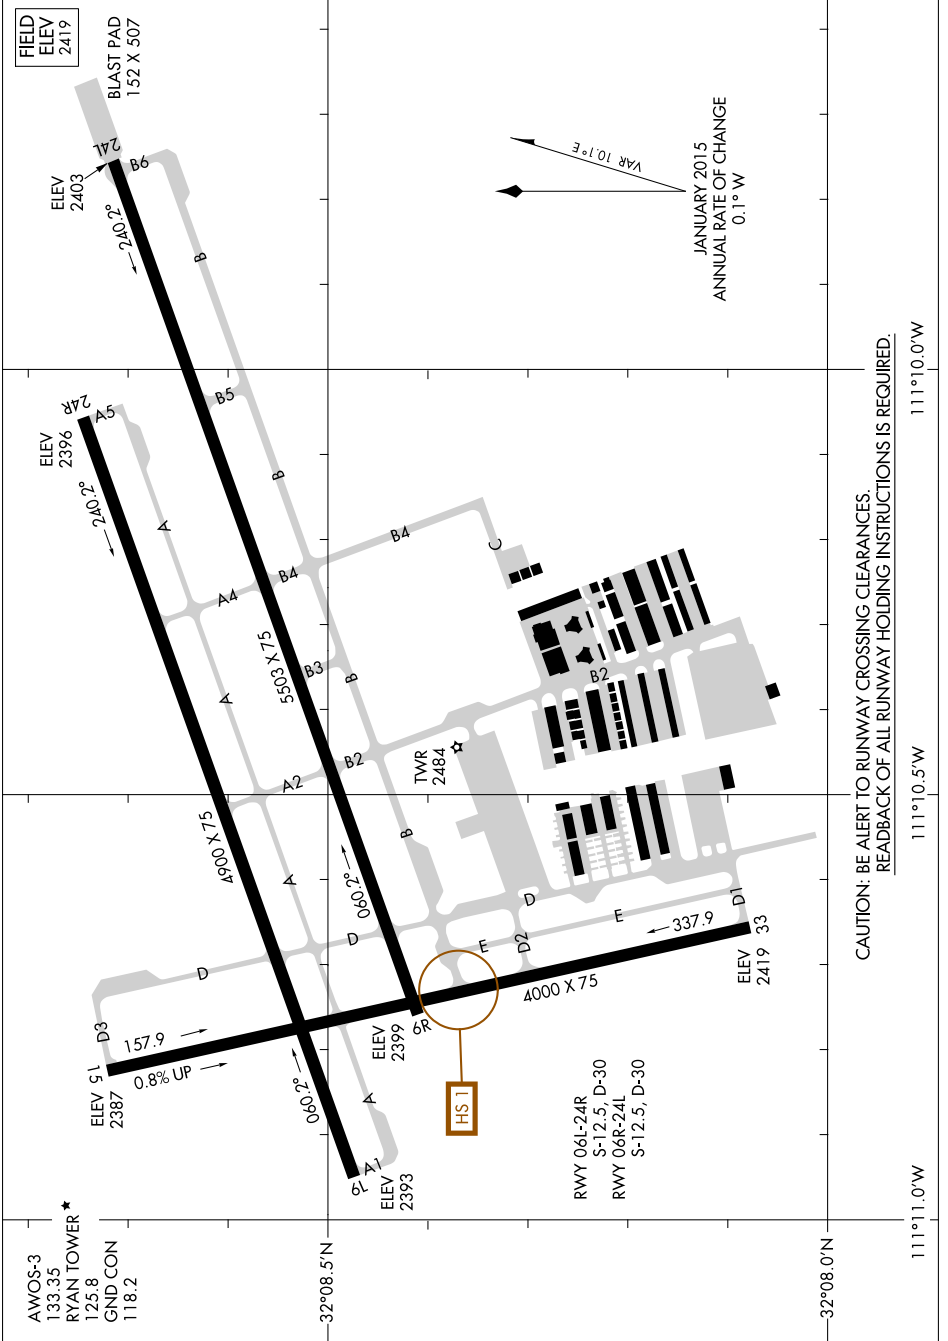 FIELD
ELEV
2419
BLAST PAD
152 X 507
24L
B6
ELEV
2403
240.2°
B
VAR 10.1°E
JANUARY 2015
ANNUAL RATE OF CHANGE
0.1° W
24R
A5
ELEV
2396
240.2°
B5
B
A
A4
B4
B4
C
111°10.0'W
5503 X 75
B3
B
A
B2
B2
A2
TWR
2484
4900 X 75
B
A
060.2°
111°10.5'W
CAUTION: BE ALERT TO RUNWAY CROSSING CLEARANCES.
READBACK OF ALL RUNWAY HOLDING INSTRUCTIONS IS REQUIRED.
D
D
D
E
E
D2
D1
D3
337.9
33
ELEV
2419
4000 X 75
157.9
0.8% UP
15
ELEV
2387
6R
ELEV
2399
HS 1
060.2°
A
A1
6L
ELEV
2393
RWY 06L-24R
S-12.5, D-30
RWY 06R-24L
S-12.5, D-30
AWOS-3
133.35
RYAN TOWER
125.8
GND CON
118.2
32°08.5'N
32°08.0'N
111°11.0'W